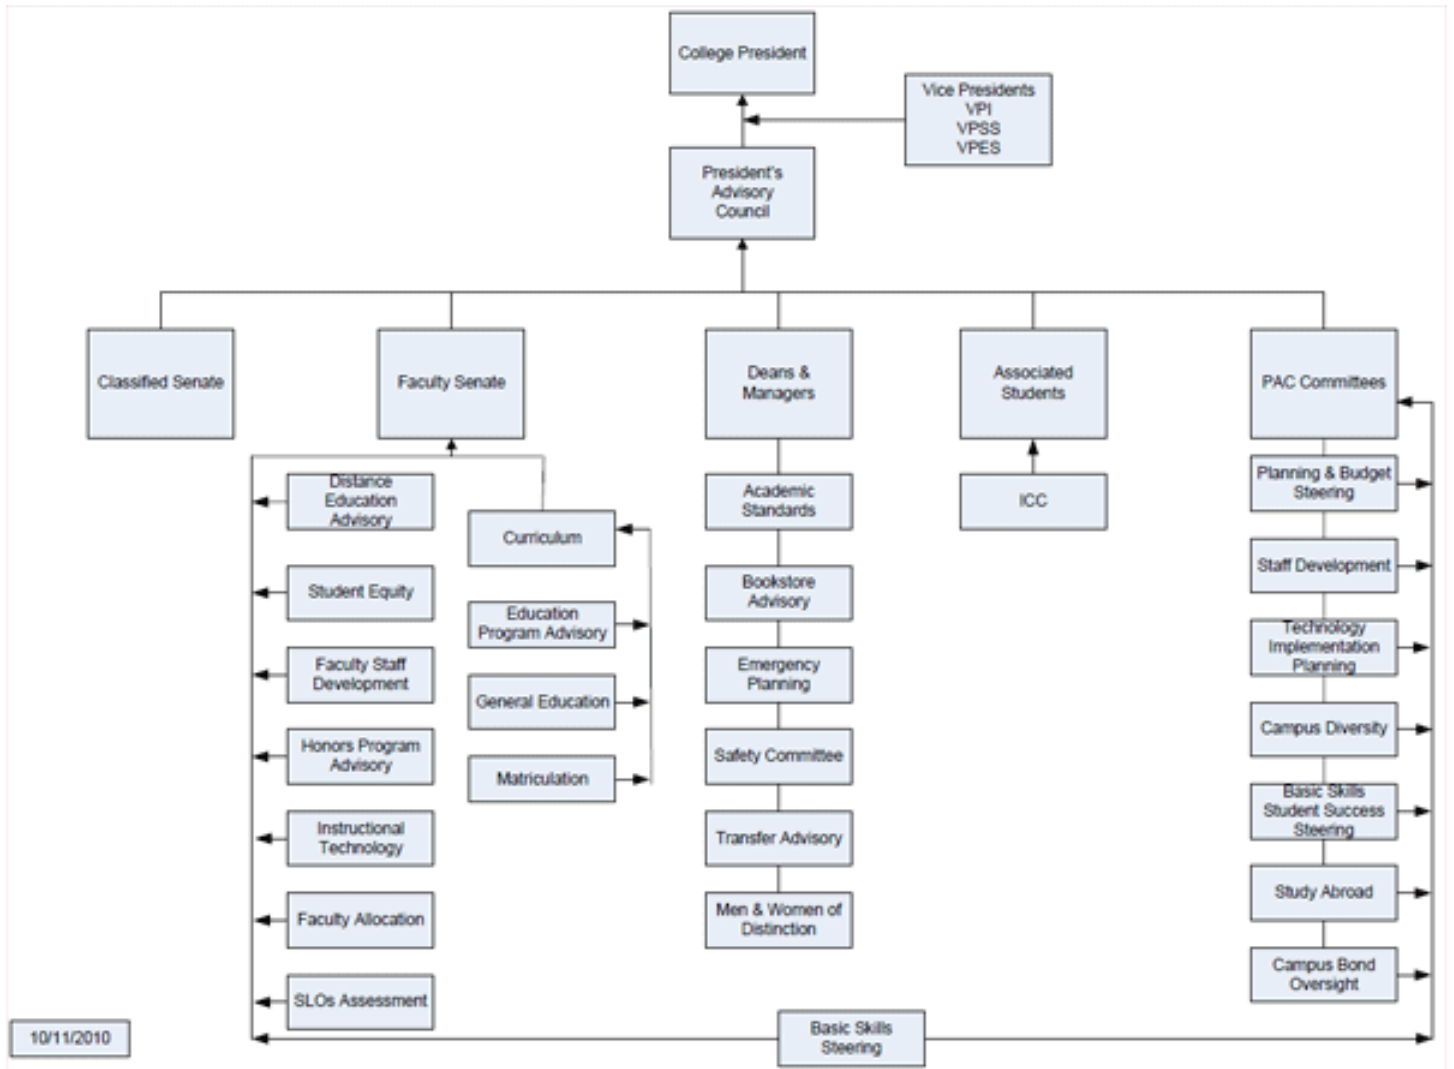 College President
Vice Presidents
VPI
VPSS
VPES
President's
Advisory
Council
Classified Senate
Faculty Senate
Deans &
Managers
Associated
Students
PAC Committees
Distance
Education
Advisory
Student Equity
Faculty Staff
Development
Honors Program
Advisory
Instructional
Technology
Faculty Allocation
SLOs Assessment
Curriculum
Education
Program Advisory
General Education
Matriculation
Academic
Standards
Bookstore
Advisory
Emergency
Planning
Safety Committee
Transfer Advisory
Men & Women of
Distinction
ICC
Planning & Budget
Steering
Staff Development
Technology
Implementation
Planning
Campus Diversity
Basic Skills
Student Success
Steering
Study Abroad
Campus Bond
Oversight
Basic Skills
Steering
10/11/2010